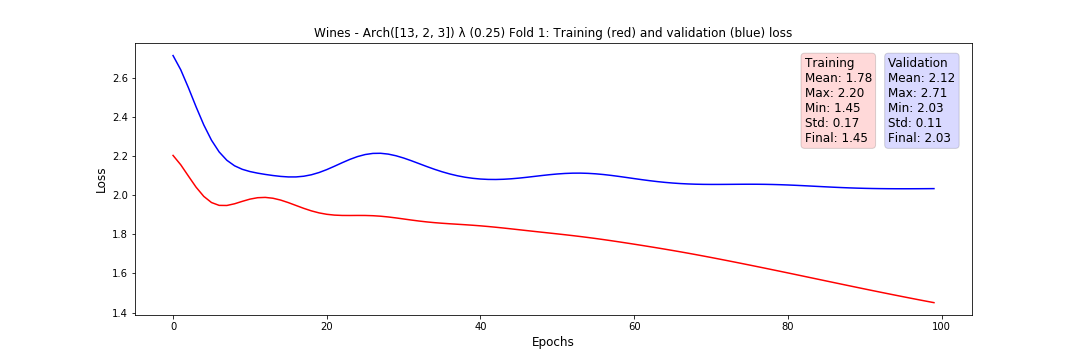 Wines - Arch([13, 2, 3]) λ (0.25) Fold 1: Training (red) and validation (blue) loss
Training
Mean: 1.78
Max: 2.20
Min: 1.45
Std: 0.17
Final: 1.45
Validation
Mean: 2.12
Max: 2.71
Min: 2.03
Std: 0.11
Final: 2.03
Loss
2.6
2.4
2.2
2.0
1.8
1.6
1.4
0 20 40 60 80 100
Epochs